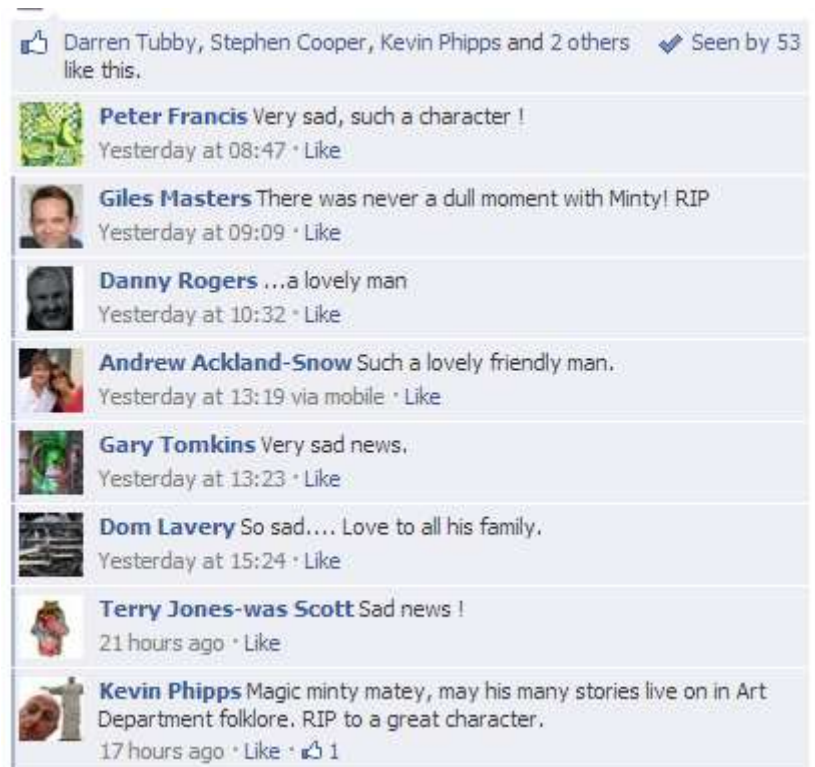 Darren Tubby, Stephen Cooper, Kevin Phipps and 2 others ✔ Seen by 53
like this.
Peter Francis Very sad, such a character !
Yesterday at 08:47 · Like
Giles Masters There was never a dull moment with Minty! RIP
Yesterday at 09:09 · Like
Danny Rogers ...a lovely man
Yesterday at 10:32 · Like
Andrew Ackland-Snow Such a lovely friendly man.
Yesterday at 13:19 via mobile · Like
Gary Tomkins Very sad news.
Yesterday at 13:23 · Like
Dom Lavery So sad.... Love to all his family.
Yesterday at 15:24 · Like
Terry Jones-was Scott Sad news !
21 hours ago · Like
Kevin Phipps Magic minty matey, may his many stories live on in Art
Department folklore. RIP to a great character.
17 hours ago · Like · 1